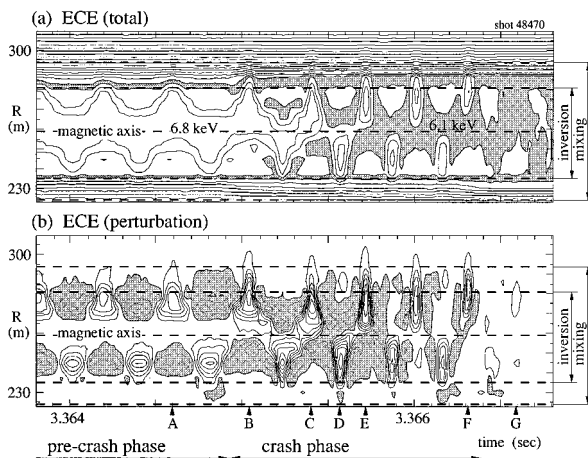 (a) ECE (total)
shot 48470
300
R
(m)
magnetic axis
6.8 keV
6.1 keV
230
inversion
mixing
(b) ECE (perturbation)
300
R
(m)
magnetic axis
230
inversion
mixing
3.364
3.366
A B C D E F G
time (sec)
pre-crash phase
crash phase